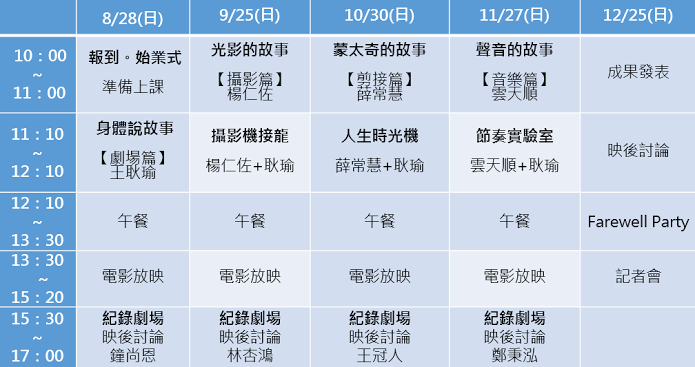 8/28(日) 9/25(日) 10/30(日) 11/27(日) 12/25(日)
10：00
~
11：00
報到。始業式
準備上課
光影的故事
【攝影篇】
楊仁佐
蒙太奇的故事
【剪接篇】
薛常慧
聲音的故事
【音樂篇】
雲天順
成果發表
11：10
~
12：10
身體說故事
【劇場篇】
王耿瑜
攝影機接龍
楊仁佐+耿瑜
人生時光機
薛常慧+耿瑜
節奏實驗室
雲天順+耿瑜
映後討論
12：10
~
13：30
午餐
午餐
午餐
午餐
Farewell Party
13：30
~
15：20
電影放映
電影放映
電影放映
電影放映
記者會
15：30
~
17：00
紀錄劇場
映後討論
鐘尚恩
紀錄劇場
映後討論
林杏鴻
紀錄劇場
映後討論
王冠人
紀錄劇場
映後討論
鄭秉泓